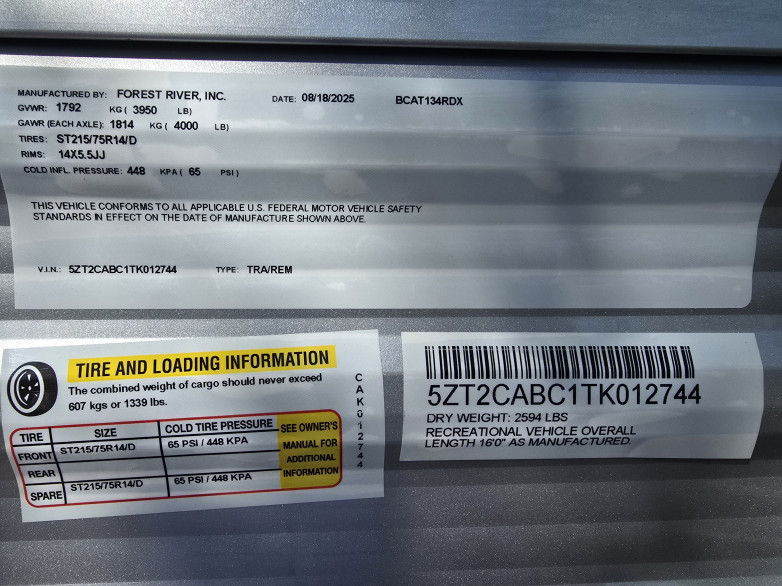 MANUFACTURED BY: FOREST RIVER, INC. DATE: 08/18/2025 BCAT134RDX
GVWR: 1792 KG ( 3950 LB)
GAWR (EACH AXLE): 1814 KG ( 4000 LB)
TIRES: ST215/75R14/D
RIMS: 14X5.5JJ
COLD INFL. PRESSURE: 448 KPA ( 65 PSI )
THIS VEHICLE CONFORMS TO ALL APPLICABLE U.S. FEDERAL MOTOR VEHICLE SAFETY
STANDARDS IN EFFECT ON THE DATE OF MANUFACTURE SHOWN ABOVE.
V.I.N.: 5ZT2CABC1TK012744 TYPE: TRA/REM
TIRE AND LOADING INFORMATION
The combined weight of cargo should never exceed
607 kgs or 1339 lbs.
TIRE SIZE COLD TIRE PRESSURE SEE OWNER'S
FRONT ST215/75R14/D 65 PSI / 448 KPA MANUAL FOR
REAR ADDITIONAL
SPARE ST215/75R14/D 65 PSI / 448 KPA INFORMATION
CAK012744
5ZT2CABC1TK012744
DRY WEIGHT: 2594 LBS
RECREATIONAL VEHICLE OVERALL
LENGTH 16'0" AS MANUFACTURED.